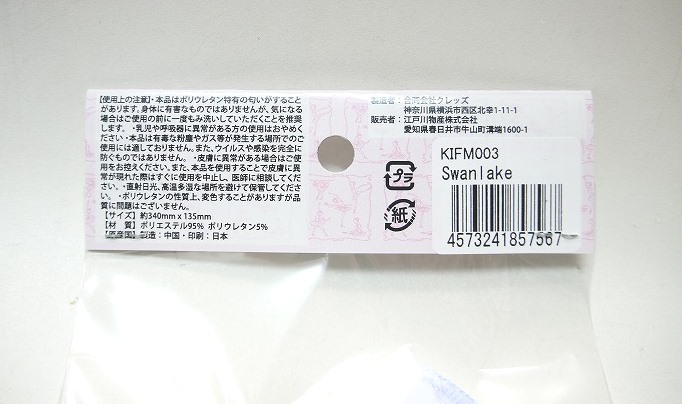 【使用上の注意】・本品はポリウレタン特有の匂いがすること
があります。身体に有害なものではありませんが、気になる
場合はご使用の前に一度もみ洗いしていただくことを推奨
します。・乳児や呼吸器に異常がある方の使用はおやめく
ださい・本品は有毒な粉塵やガス等が発生する場所でのご
使用には適しておりません。また、ウイルスや感染を完全に
防ぐものではありません。・皮膚に異常がある場合はご使
用をお控えください。また、本品を使用することで皮膚に異
常が現れた際はすぐに使用を中止し、医師に相談してくださ
い。・直射日光、高温多湿な場所を避けて保管してくださ
い。・ポリウレタンの性質上、変色することがありますが品
質に問題はございません。
【サイズ】約340mm x 135mm
【材 質】ポリエステル95% ポリウレタン5%
【原産国】製造：中国・印刷：日本
製造者：合同会社クレッズ
神奈川県横浜市西区北幸1-11-1
販売者：江戸川物産株式会社
愛知県春日井市牛山町溝端1600-1
プラ
紙
KIFM003
Swanlake
4573241857567